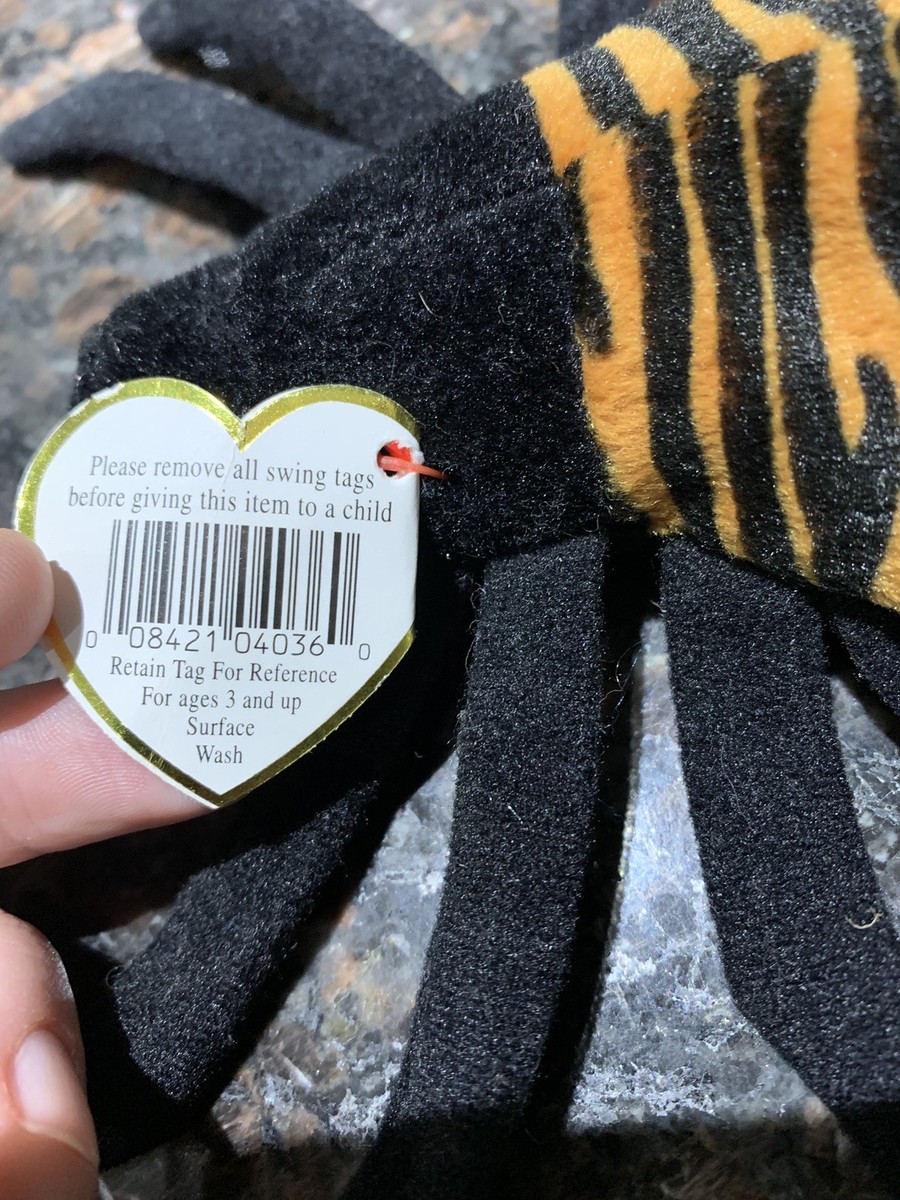 Please remove all swing tags
before giving this item to a child
0 08421 04036 0
Retain Tag For Reference
For ages 3 and up
Surface
Wash